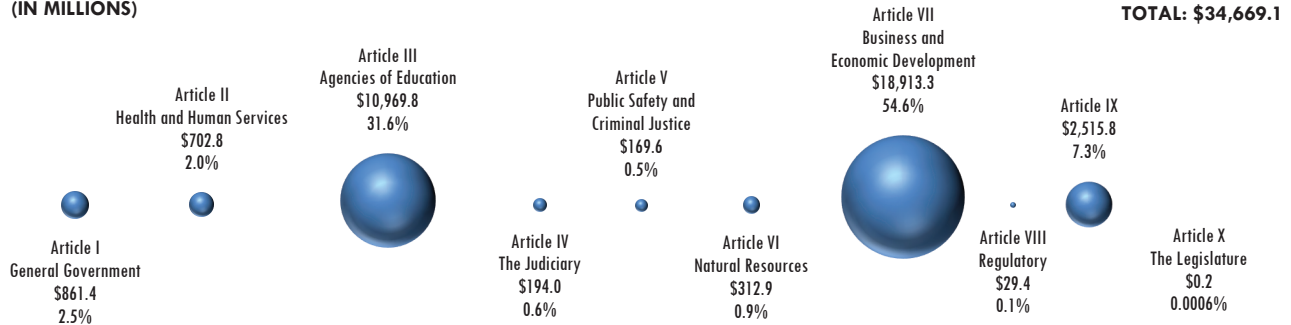 (IN MILLIONS)
TOTAL: $34,669.1
Article I
General Government
$861.4
2.5%
Article II
Health and Human Services
$702.8
2.0%
Article III
Agencies of Education
$10,969.8
31.6%
Article IV
The Judiciary
$194.0
0.6%
Article V
Public Safety and
Criminal Justice
$169.6
0.5%
Article VI
Natural Resources
$312.9
0.9%
Article VII
Business and
Economic Development
$18,913.3
54.6%
Article VIII
Regulatory
$29.4
0.1%
Article IX
$2,515.8
7.3%
Article X
The Legislature
$0.2
0.0006%